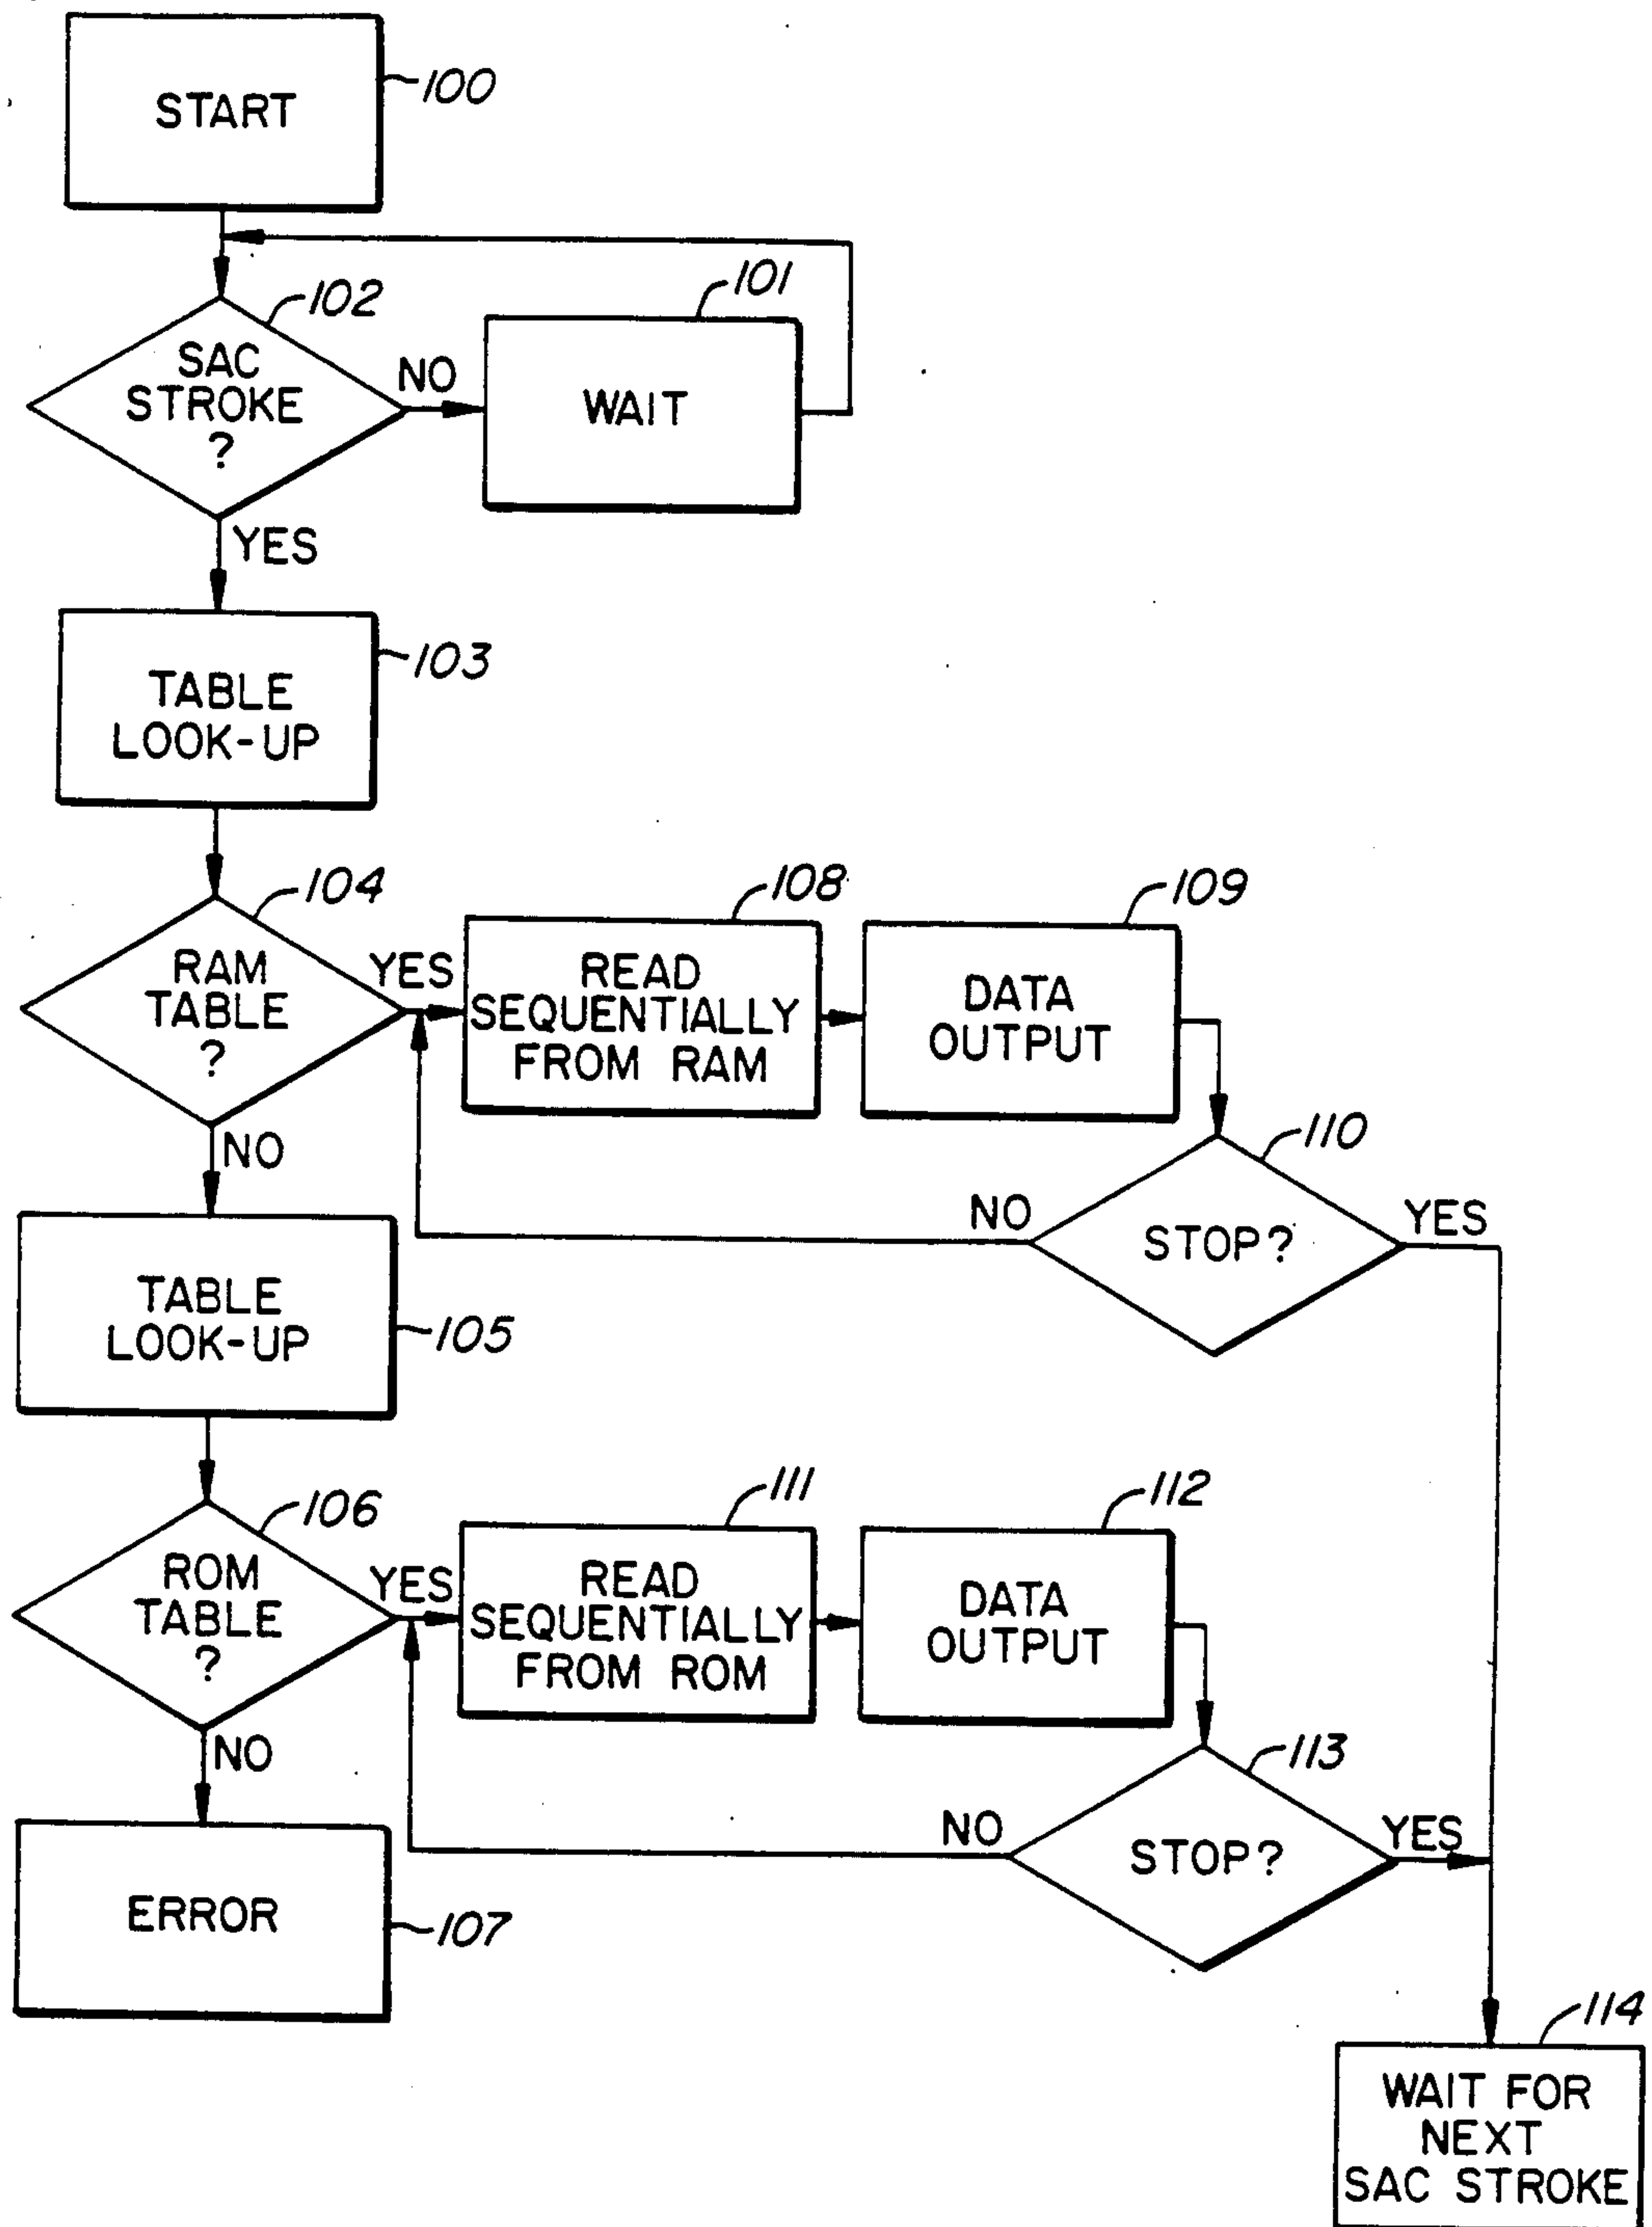 START
100
101
102
SAC
STROKE
?
NO
WAIT
YES
103
TABLE
LOOK-UP
104
108
109
RAM
TABLE
?
YES
READ
SEQUENTIALLY
FROM RAM
DATA
OUTPUT
NO
110
NO
STOP?
YES
TABLE
LOOK-UP
105
106
111
112
ROM
TABLE
?
YES
READ
SEQUENTIALLY
FROM ROM
DATA
OUTPUT
NO
113
NO
STOP?
YES
ERROR
107
114
WAIT FOR
NEXT
SAC STROKE